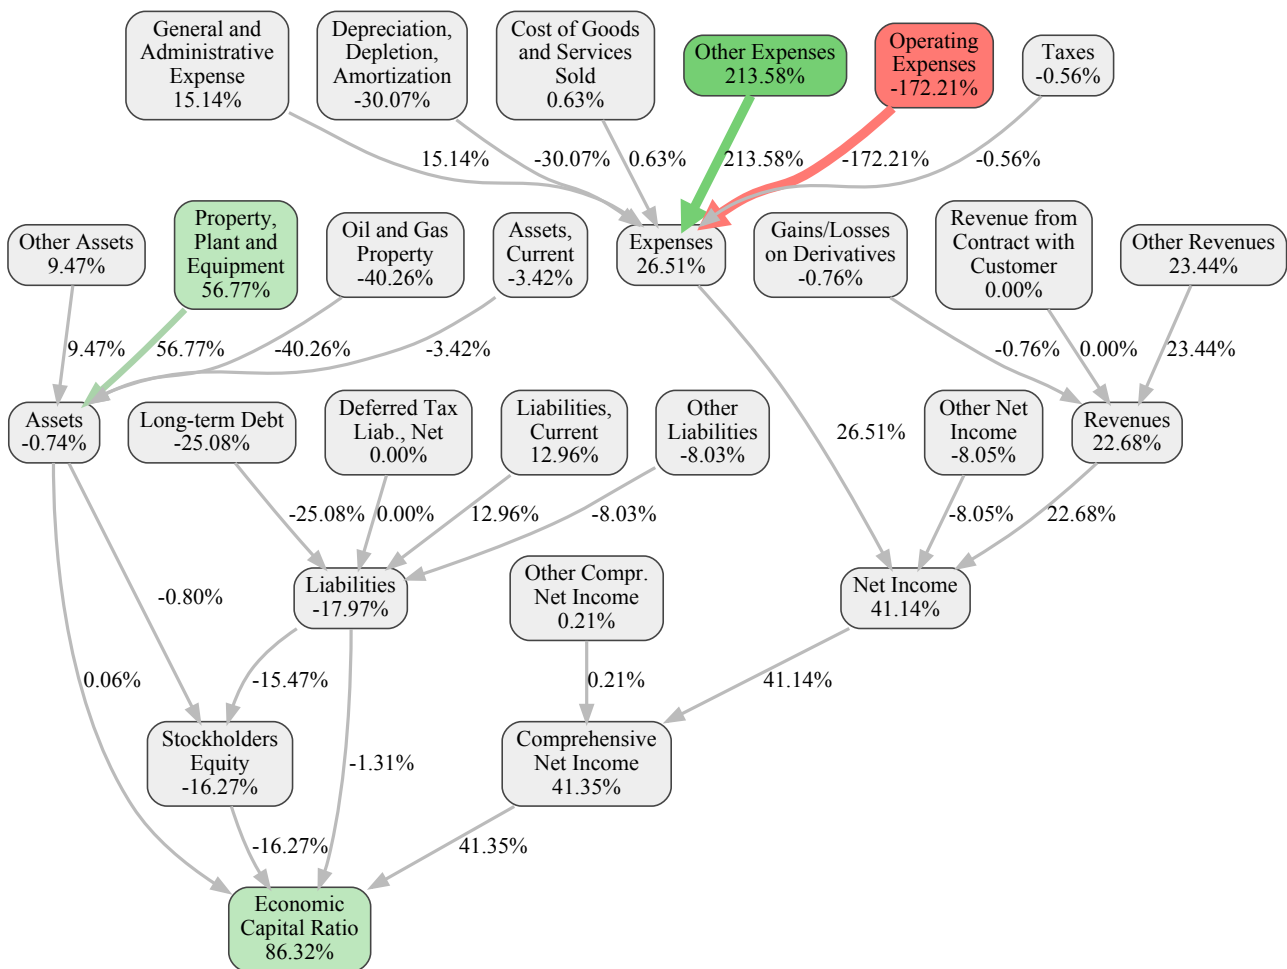 General and
Administrative
Expense
15.14%
Depreciation,
Depletion,
Amortization
-30.07%
Cost of Goods
and Services
Sold
0.63%
Other Expenses
213.58%
Operating
Expenses
-172.21%
Taxes
-0.56%
15.14%
-30.07%
0.63%
213.58%
-172.21%
-0.56%
Other Assets
9.47%
Property,
Plant and
Equipment
56.77%
Oil and Gas
Property
-40.26%
Assets,
Current
-3.42%
Expenses
26.51%
Gains/Losses
on Derivatives
-0.76%
Revenue from
Contract with
Customer
0.00%
Other Revenues
23.44%
9.47%
56.77%
-40.26%
-3.42%
-0.76%
0.00%
23.44%
Assets
-0.74%
Long-term Debt
-25.08%
Deferred Tax
Liab., Net
0.00%
Liabilities,
Current
12.96%
Other
Liabilities
-8.03%
26.51%
Other Net
Income
-8.05%
Revenues
22.68%
-25.08%
0.00%
12.96%
-8.03%
-8.05%
22.68%
-0.80%
Liabilities
-17.97%
Other Compr.
Net Income
0.21%
Net Income
41.14%
0.06%
-15.47%
0.21%
41.14%
Stockholders
Equity
-16.27%
-1.31%
Comprehensive
Net Income
41.35%
-16.27%
41.35%
Economic
Capital Ratio
86.32%